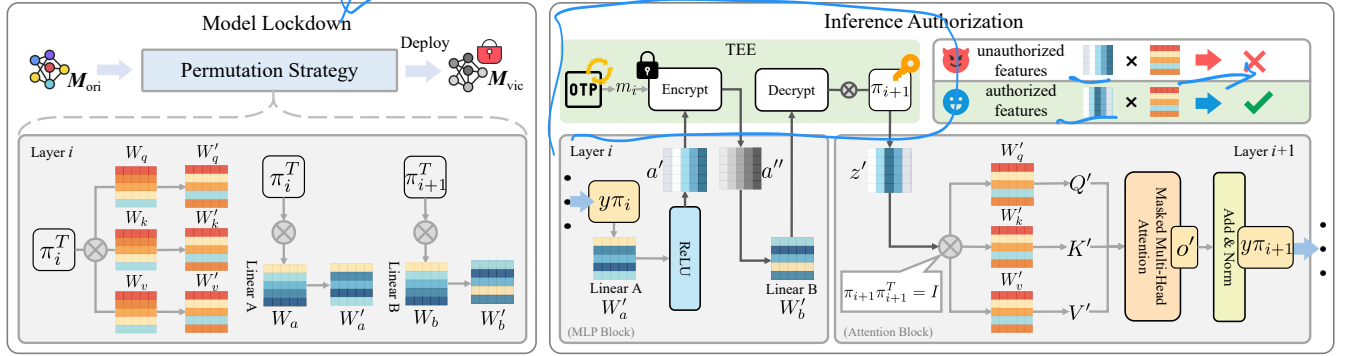 Model Lockdown
M_ori
Permutation Strategy
Deploy
M_vic
Layer i
π_i^T
W_q
W'_q
W_k
W'_k
W_v
W'_v
π_i^T
Linear A
W_a
W'_a
π_{i+1}^T
Linear B
W_b
W'_b
Inference Authorization
TEE
OTP
m_i
Encrypt
Decrypt
π_{i+1}
unauthorized
features
×
authorized
features
×
Layer i
yπ_i
a'
a''
ReLU
Linear A
W'_a
Linear B
W'_b
(MLP Block)
z'
Layer i+1
W'_q
W'_k
W'_v
Q'
K'
V'
π_{i+1}π_{i+1}^T = I
Masked Multi-Head
Attention
o'
Add & Norm
yπ_{i+1}
(Attention Block)